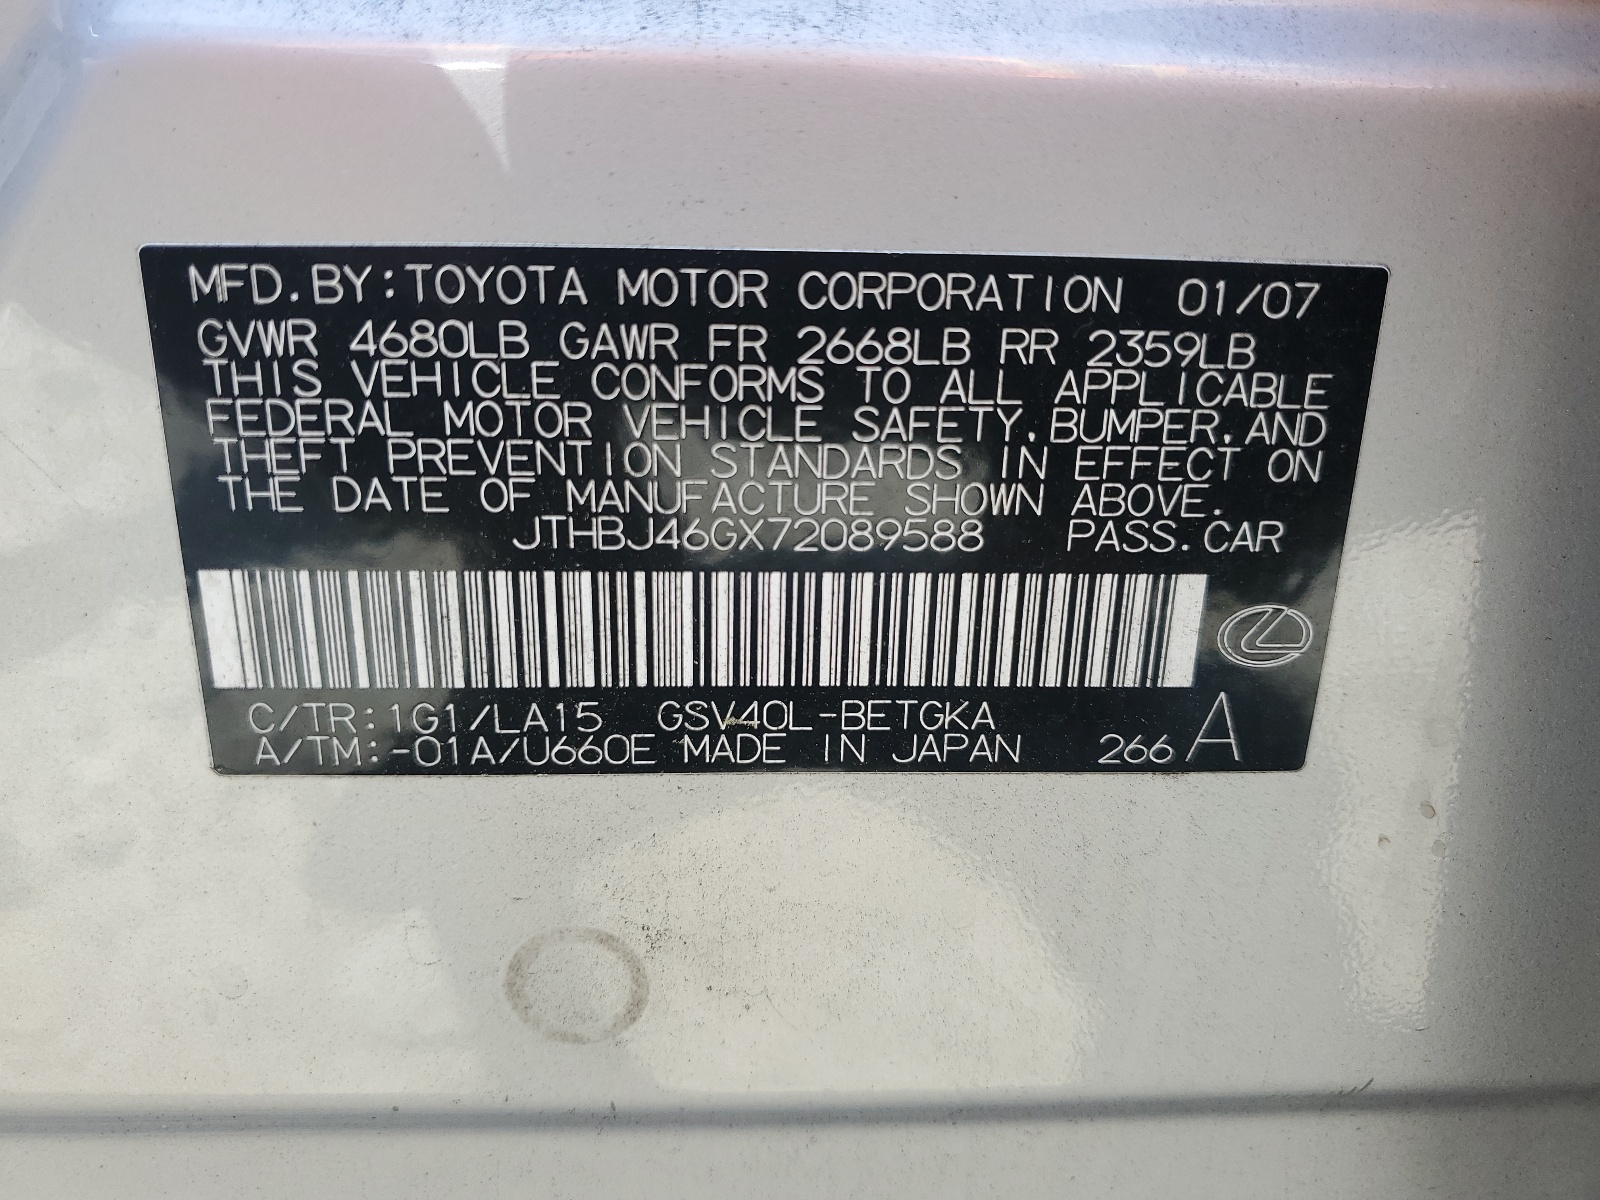 MFD. BY: TOYOTA MOTOR CORPORATION 01/07
GVWR 4680LB GAWR FR 2668LB RR 2359LB
THIS VEHICLE CONFORMS TO ALL APPLICABLE
FEDERAL MOTOR VEHICLE SAFETY, BUMPER, AND
THEFT PREVENTION STANDARDS IN EFFECT ON
THE DATE OF MANUFACTURE SHOWN ABOVE.
JTHBJ46GX72089588 PASS. CAR
C/TR: 1G1/LA15 GSV40L-BETGKA
A/TM: -01A/U660E MADE IN JAPAN 266 A